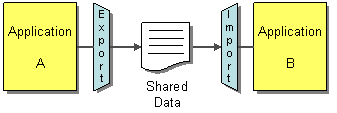 Application
A
Export
Shared
Data
Import
Application
B